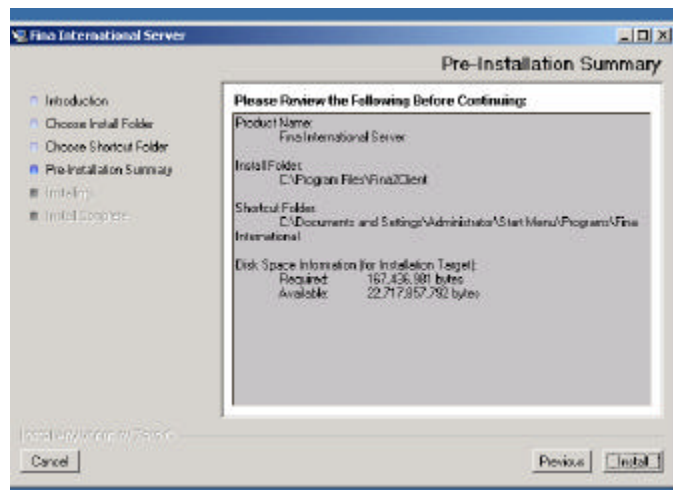 Fina International Server
Pre-Installation Summary
Introduction
Choose Install Folder
Choose Shortcut Folder
Pre-Installation Summary
Installing
Install Complete
Please Review the Following Before Continuing:
Product Name:
Fina International Server
Install Folder:
C:\Program Files\Fina2Client
Shortcut Folder:
C:\Documents and Settings\Administrator\Start Menu\Programs\Fina
International
Disk Space Information (for Installation Target):
Required: 167,436,981 bytes
Available: 22,717,857,792 bytes
Cancel
Previous
Install